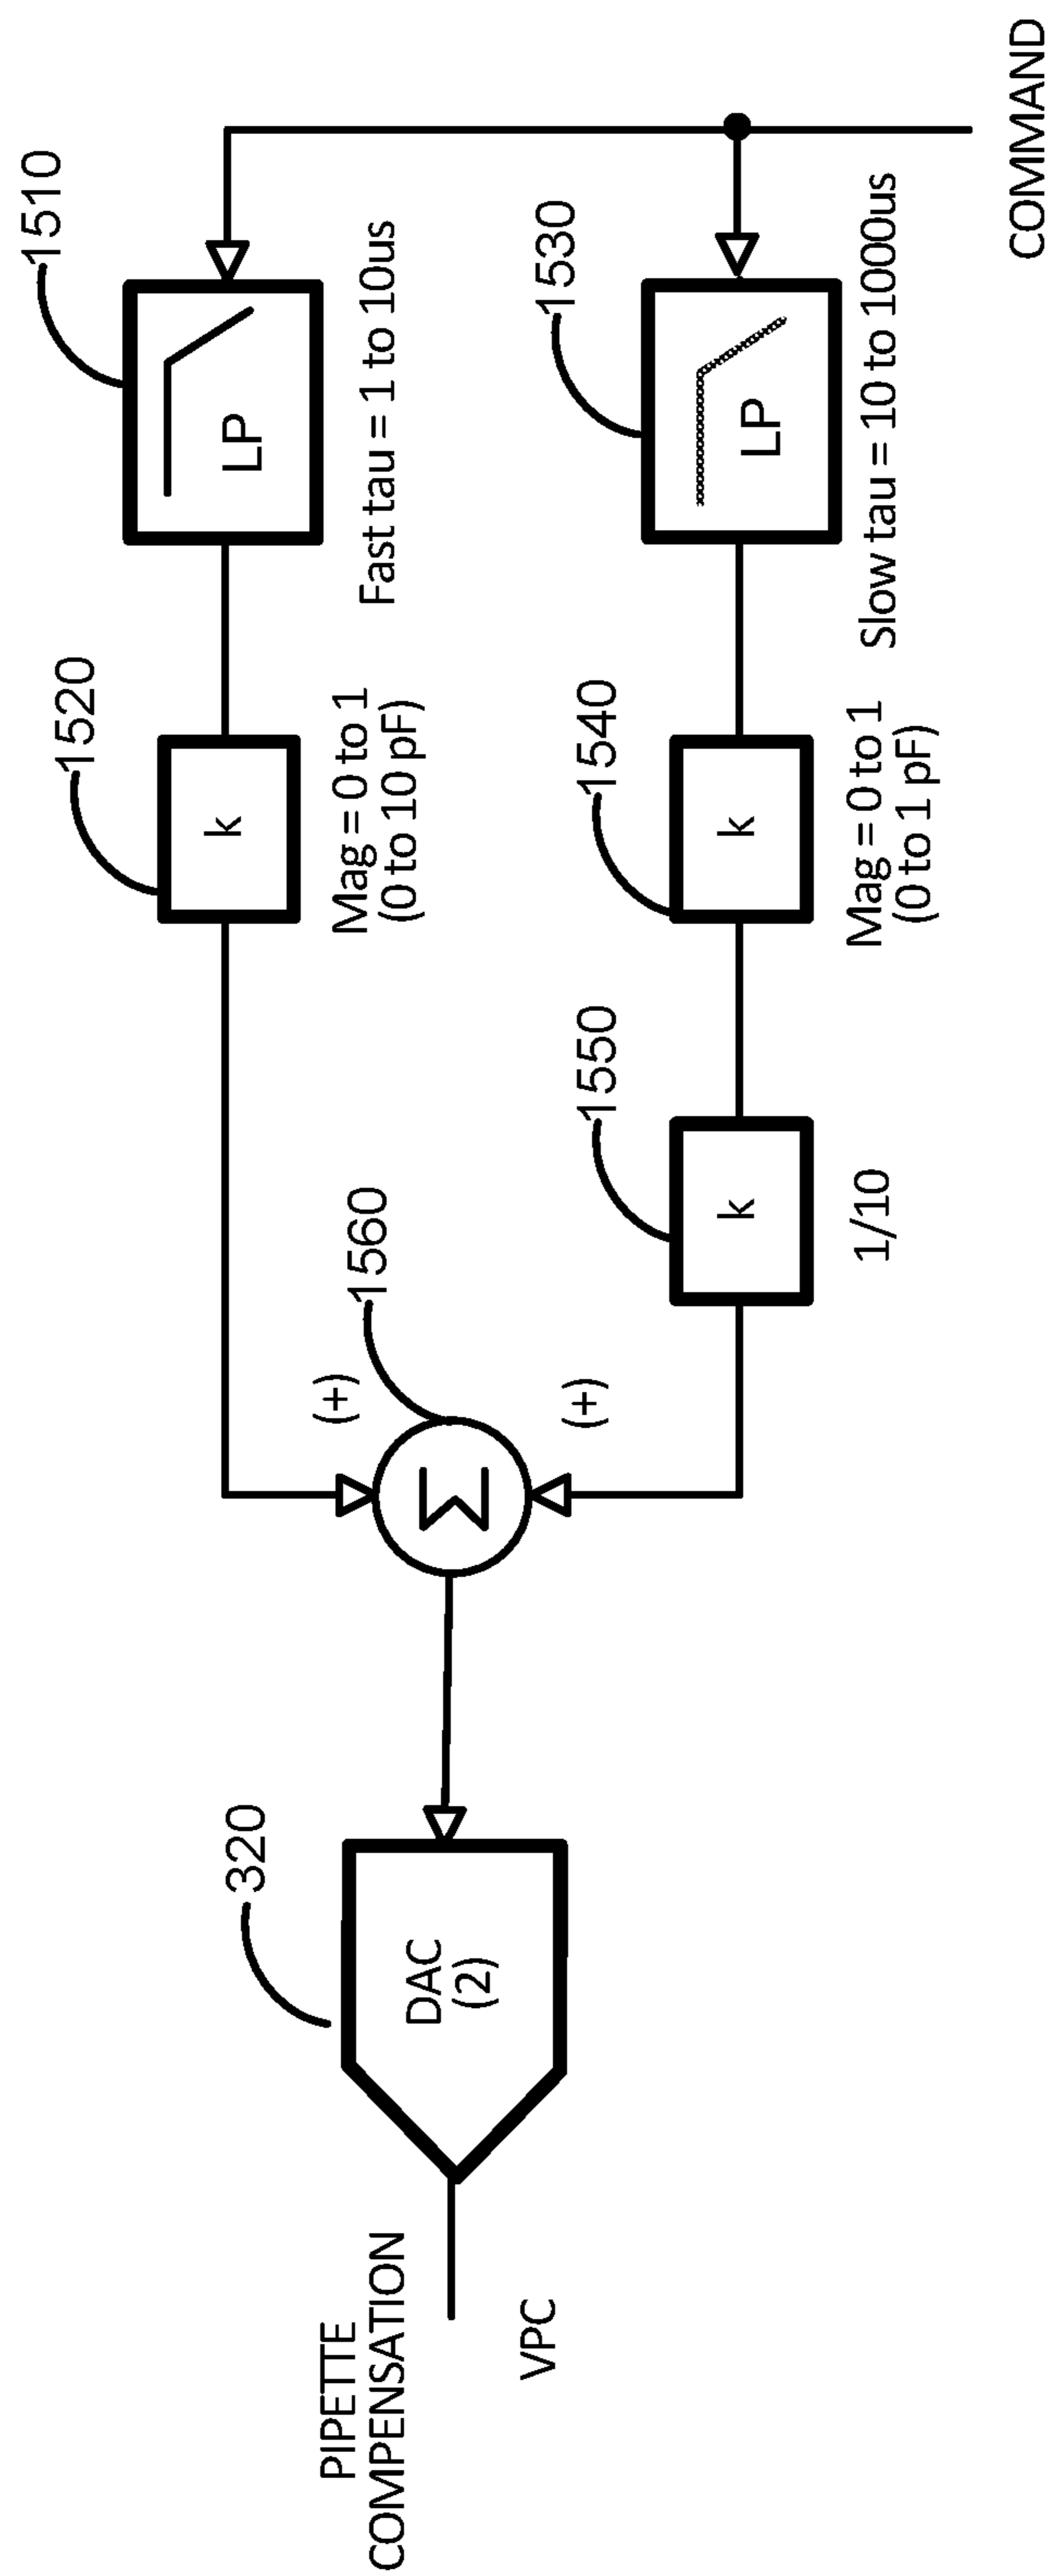 1510
1520
k
LP
320
PIPETTE
COMPENSATION
(+)
1560
Mag = 0 to 1
(0 to 10 pF)
Fast tau = 1 to 10us
DAC
(2)
Σ
VPC
(+)
1550
1540
1530
k
k
LP
1/10
Mag = 0 to 1
(0 to 1 pF)
Slow tau = 10 to 1000us
COMMAND